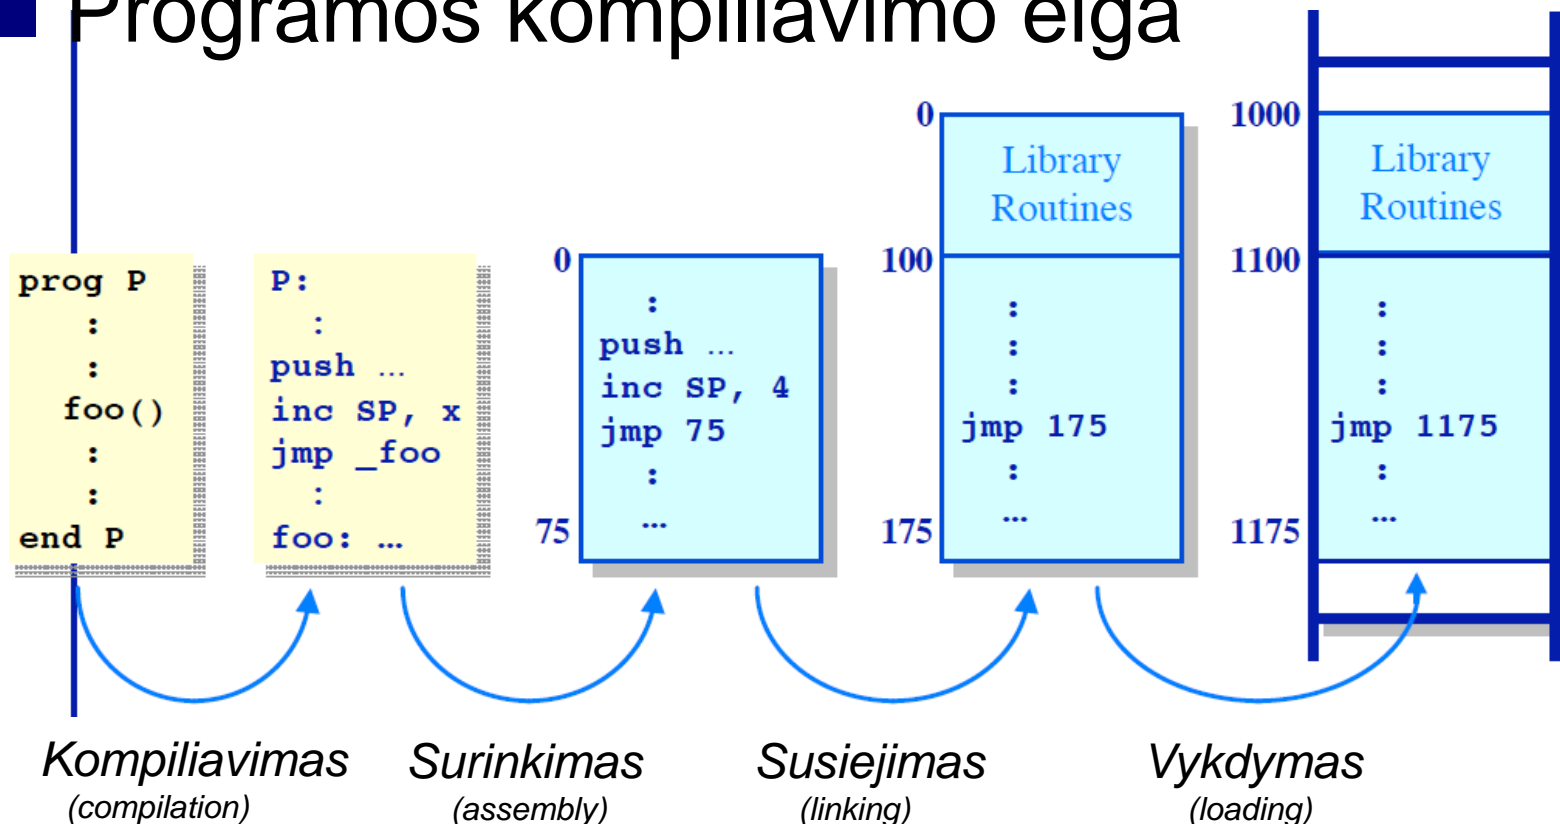 Programos kompiliavimo eiga
prog P
:
:
foo()
:
:
end P
P:
:
push …
inc SP, x
jmp _foo
:
foo: …
0
:
push …
inc SP, 4
jmp 75
:
75
…
0
Library
Routines
100
:
:
:
jmp 175
:
175
…
1000
Library
Routines
1100
:
:
:
jmp 1175
:
1175
…
Kompiliavimas
(compilation)
Surinkimas
(assembly)
Susiejimas
(linking)
Vykdymas
(loading)